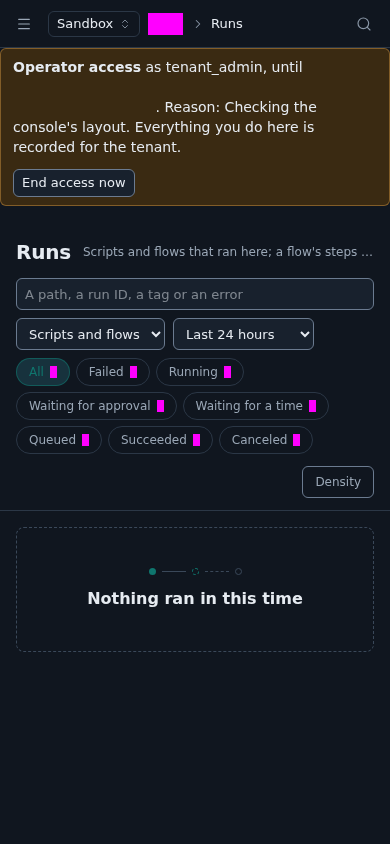 Sandbox
Runs
Operator access as tenant_admin, until
. Reason: Checking the
console's layout. Everything you do here is
recorded for the tenant.
End access now
Runs
Scripts and flows that ran here; a flow's steps …
A path, a run ID, a tag or an error
Scripts and flows
Last 24 hours
All
Failed
Running
Waiting for approval
Waiting for a time
Queued
Succeeded
Canceled
Density
Nothing ran in this time